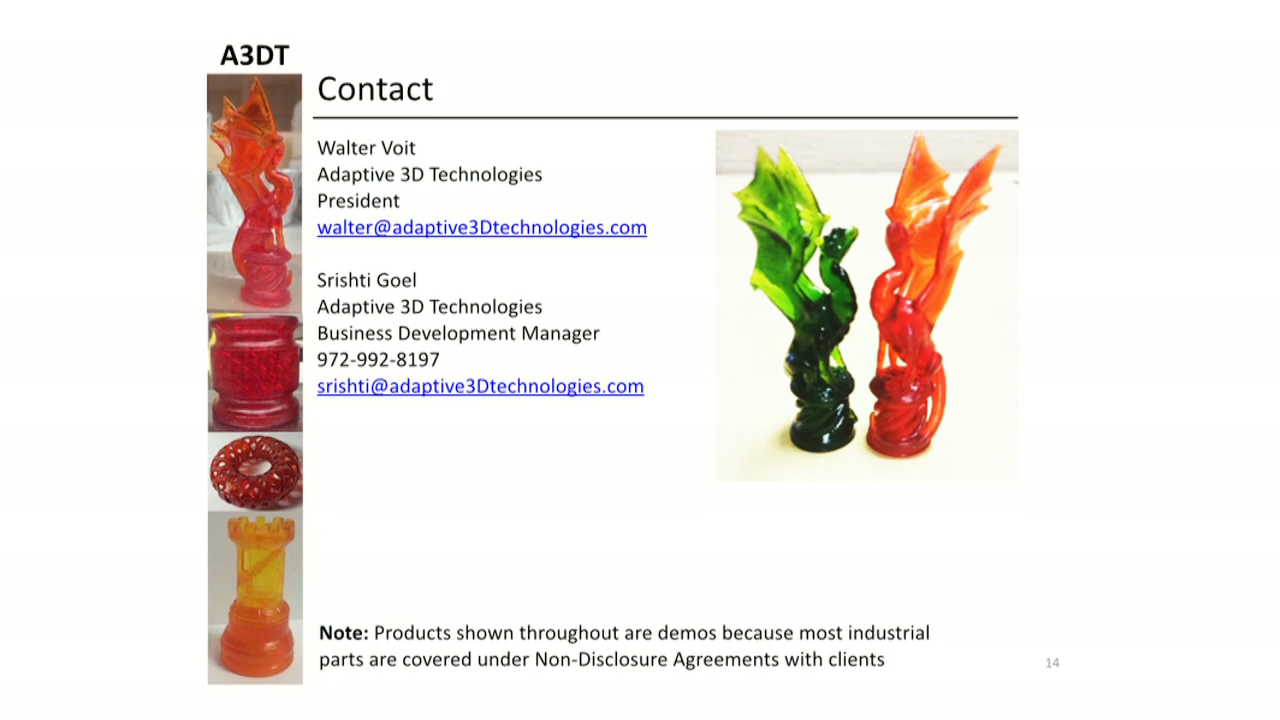 A3DT
Contact
Walter Voit
Adaptive 3D Technologies
President
walter@adaptive3Dtechnologies.com
Srishti Goel
Adaptive 3D Technologies
Business Development Manager
972-992-8197
srishti@adaptive3Dtechnologies.com
Note: Products shown throughout are demos because most industrial
parts are covered under Non-Disclosure Agreements with clients
14